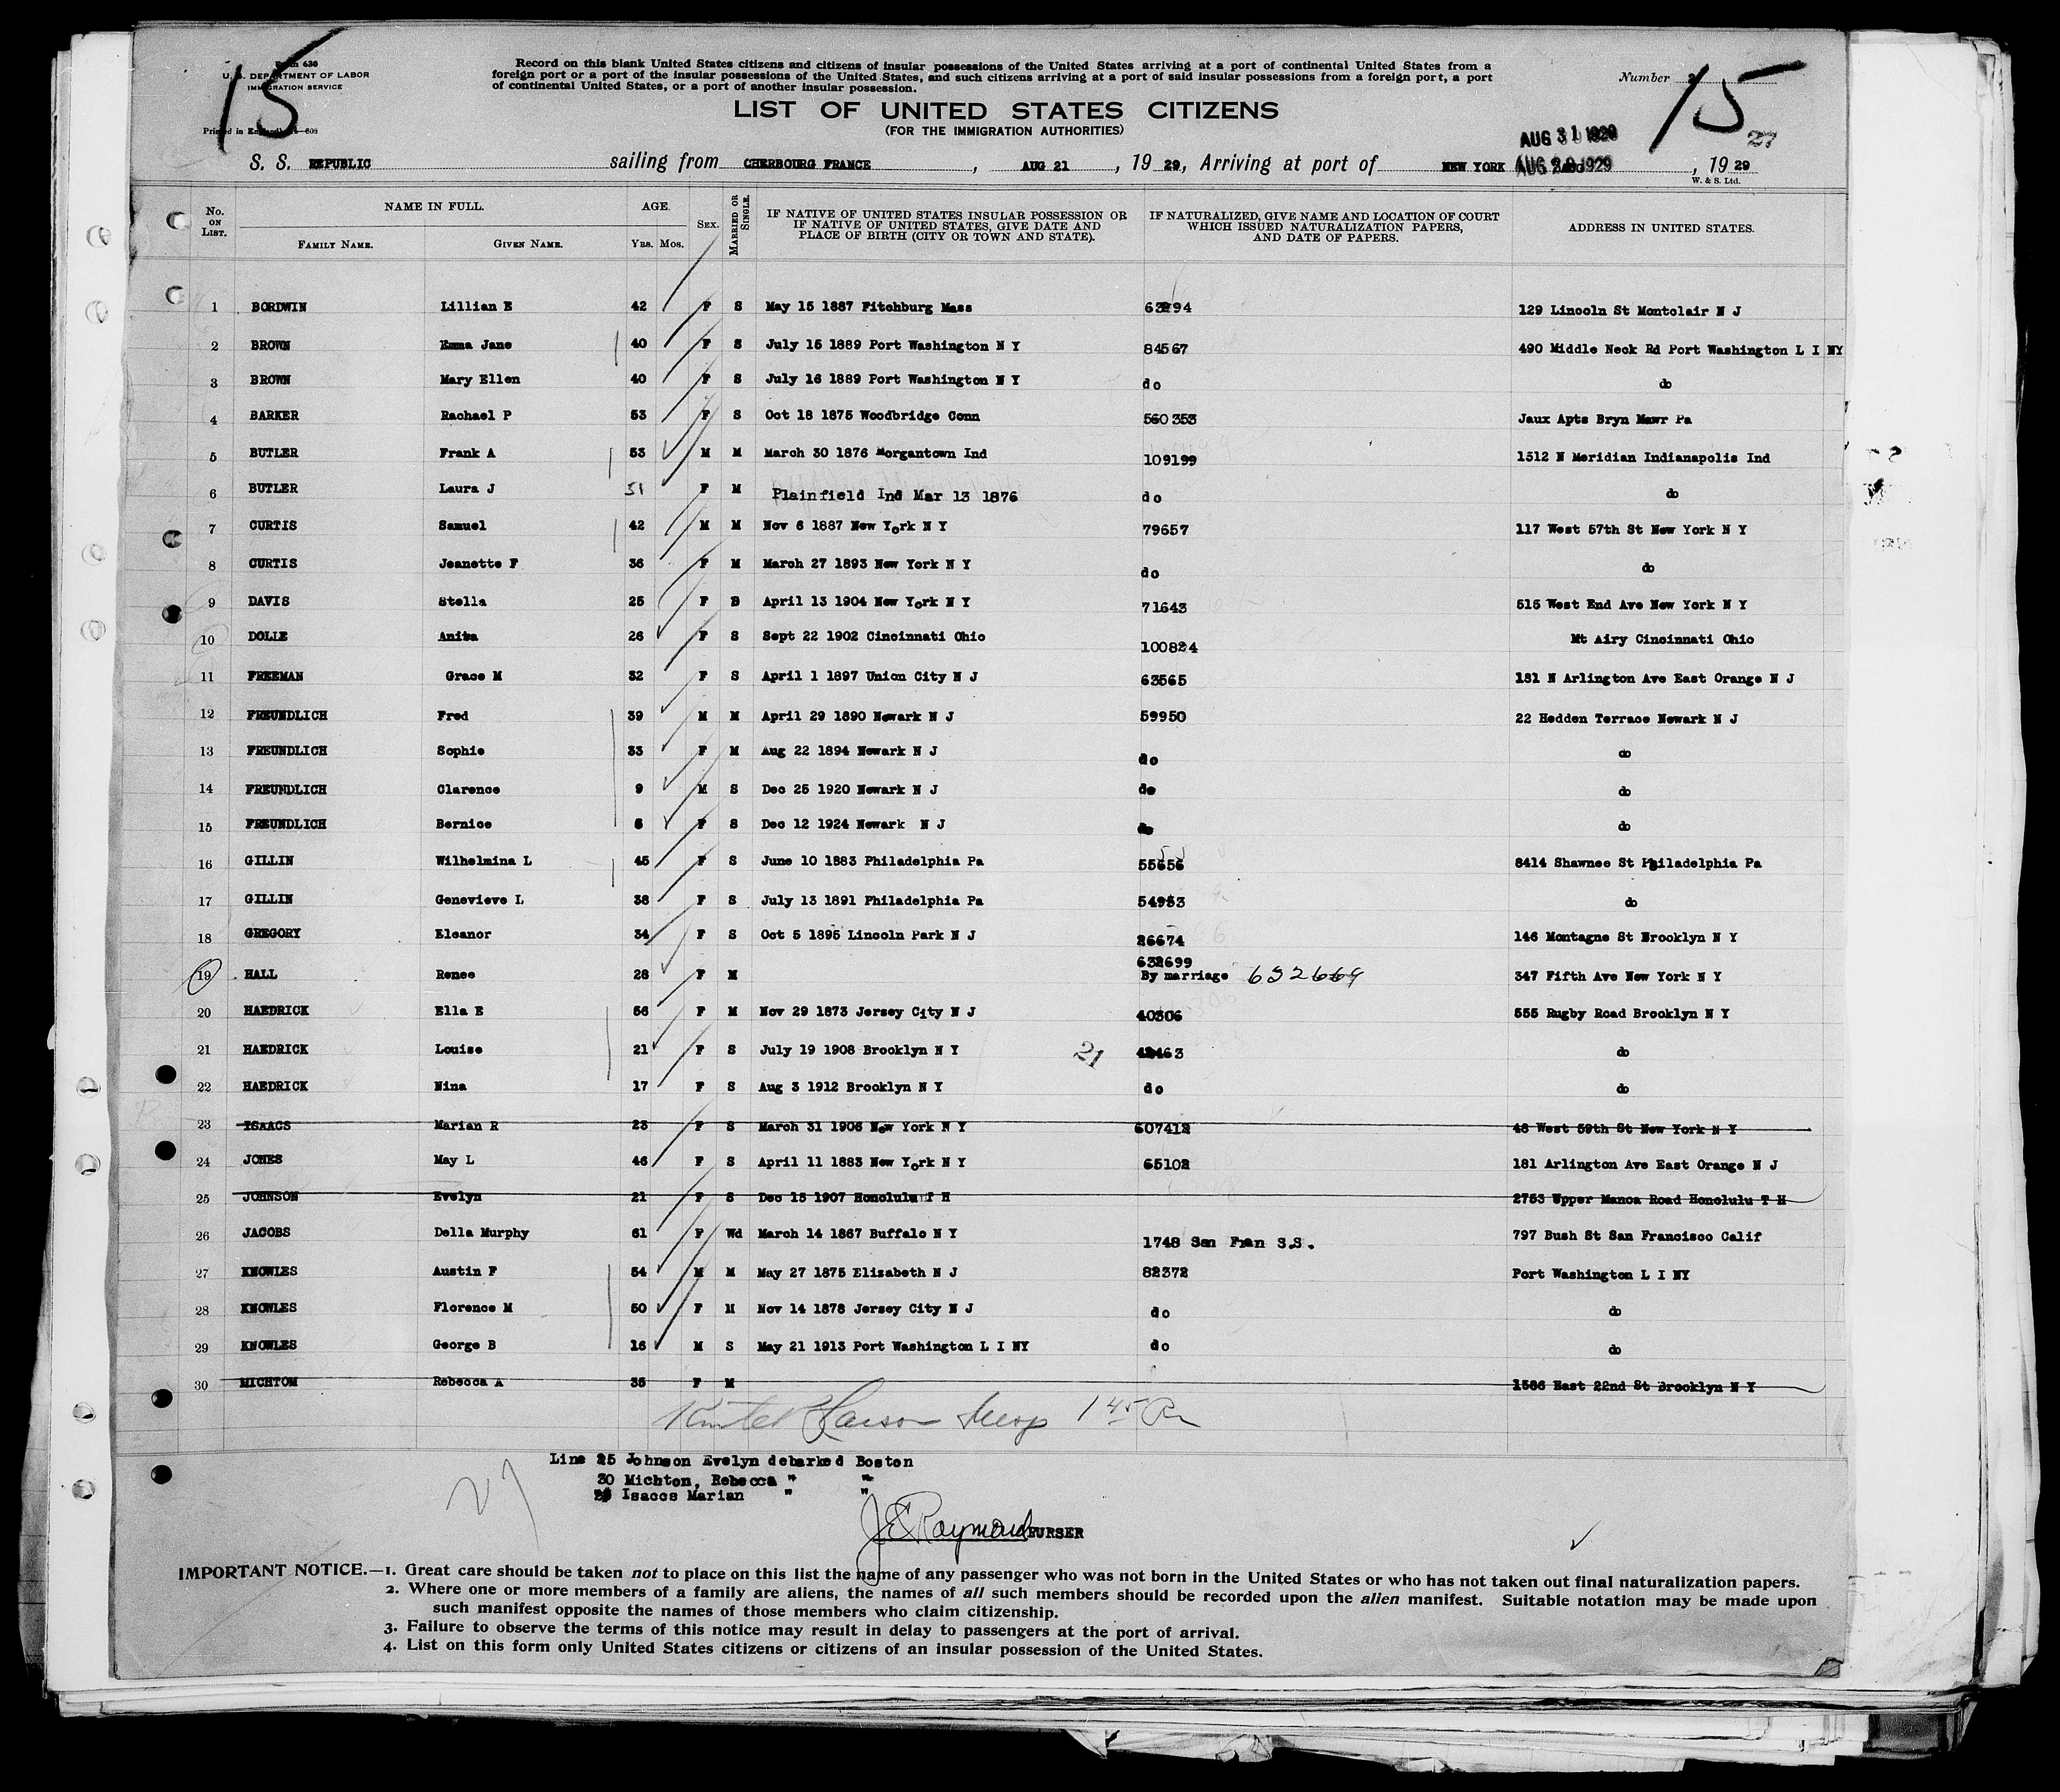 15
Form 630
U. S. DEPARTMENT OF LABOR
IMMIGRATION SERVICE
Record on this blank United States citizens and citizens of insular possessions of the United States arriving at a port of continental United States from a
foreign port or a port of the insular possessions of the United States, and such citizens arriving at a port of said insular possessions from a foreign port, a port
of continental United States, or a port of another insular possession.
Number 15
27
LIST OF UNITED STATES CITIZENS
(FOR THE IMMIGRATION AUTHORITIES)
Printed in England
AUG 31 1929
S. S. REPUBLIC sailing from CHERBOURG FRANCE, AUG 21, 19 29, Arriving at port of NEW YORK 1929, 19 29
W. & S. Ltd.
No. ON LIST. NAME IN FULL. FAMILY NAME. GIVEN NAME. AGE. YRS. MOS. SEX. MARRIED OR SINGLE. IF NATIVE OF UNITED STATES INSULAR POSSESSION OR IF NATIVE OF UNITED STATES, GIVE DATE AND PLACE OF BIRTH (CITY OR TOWN AND STATE). IF NATURALIZED, GIVE NAME AND LOCATION OF COURT WHICH ISSUED NATURALIZATION PAPERS, AND DATE OF PAPERS. ADDRESS IN UNITED STATES.
1 BORDWIN Lillian E 42 F S May 15 1887 Fitchburg Mass 129 Lincoln St Montclair N J
2 BROWN Emma Jane 40 F S July 15 1889 Port Washington N Y 84567 490 Middle Neck Rd Port Washington L I NY
3 BROWN Mary Ellen 40 F S July 16 1889 Port Washington N Y do do
4 BARKER Rachael P 53 F S Oct 18 1875 Woodbridge Conn 560353 Jaux Apts Bryn Mawr Pa
5 BUTLER Frank A 53 M M March 30 1876 Morgantown Ind 109199 1512 N Meridian Indianapolis Ind
6 BUTLER Laura J 51 F M Plainfield Ind Mar 13 1876 do do
7 CURTIS Samuel 42 M M Nov 6 1887 New York N Y 79657 117 West 57th St New York N Y
8 CURTIS Jeanette F 36 F M March 27 1893 New York N Y do do
9 DAVIS Stella 25 F D April 13 1904 New York N Y 71643 515 West End Ave New York N Y
10 DOLLE Anita 26 F S Sept 22 1902 Cincinnati Ohio 100824 Mt Airy Cincinnati Ohio
11 FREEMAN Grace M 32 F S April 1 1897 Union City N J 63565 181 N Arlington Ave East Orange N J
12 FREUNDLICH Fred 39 M M April 29 1890 Newark N J 59950 22 Hedden Terrace Newark N J
13 FREUNDLICH Sophie 33 F M Aug 22 1894 Newark N J do do
14 FREUNDLICH Clarence 9 M S Dec 25 1920 Newark N J do do
15 FREUNDLICH Bernice F S Dec 12 1924 Newark N J do do
16 GILLIN Wilhelmina L 45 F S June 10 1883 Philadelphia Pa 55656 8414 Shawnee St Philadelphia Pa
17 GILLIN Genevieve L 38 F S July 13 1891 Philadelphia Pa 54953 do
18 GREGORY Eleanor 34 F S Oct 5 1895 Lincoln Park N J 26674 146 Montagne St Brooklyn N Y
632699
19 HALL Renee 28 F M By marriage 632669 347 Fifth Ave New York N Y
20 HAEDRICK Ella E 56 F M Nov 29 1873 Jersey City N J 40306 555 Rugby Road Brooklyn N Y
21 HAEDRICK Louise 21 F S July 19 1908 Brooklyn N Y 21 do
22 HAEDRICK Nina 17 F S Aug 3 1912 Brooklyn N Y do do
23 ISAACS Marian R 23 F S March 31 1906 New York N Y 607412 48 West 59th St New York N Y
24 JONES May L 46 F S April 11 1883 New York N Y 65102 181 Arlington Ave East Orange N J
25 JOHNSON Evelyn 21 F S Dec 15 1907 Honolulu T H 2753 Upper Manoa Road Honolulu T H
26 JACOBS Della Murphy 61 F Wd March 14 1867 Buffalo N Y 1748 San Fran S.S. 797 Bush St San Francisco Calif
27 KNOWLES Austin F 54 M M May 27 1875 Elizabeth N J 82372 Port Washington L I NY
28 KNOWLES Florence M 50 F M Nov 14 1878 Jersey City N J do do
29 KNOWLES George B 16 M S May 21 1913 Port Washington L I NY do do
30 MICHTOM Rebecca A 35 F M 1586 East 22nd St Brooklyn N Y
Line 25 Johnson Evelyn debarked Boston
30 Michton, Rebecca " "
Isaccs Marian " "
27
J E Raymond PURSER
IMPORTANT NOTICE.—1. Great care should be taken not to place on this list the name of any passenger who was not born in the United States or who has not taken out final naturalization papers.
2. Where one or more members of a family are aliens, the names of all such members should be recorded upon the alien manifest. Suitable notation may be made upon
such manifest opposite the names of those members who claim citizenship.
3. Failure to observe the terms of this notice may result in delay to passengers at the port of arrival.
4. List on this form only United States citizens or citizens of an insular possession of the United States.